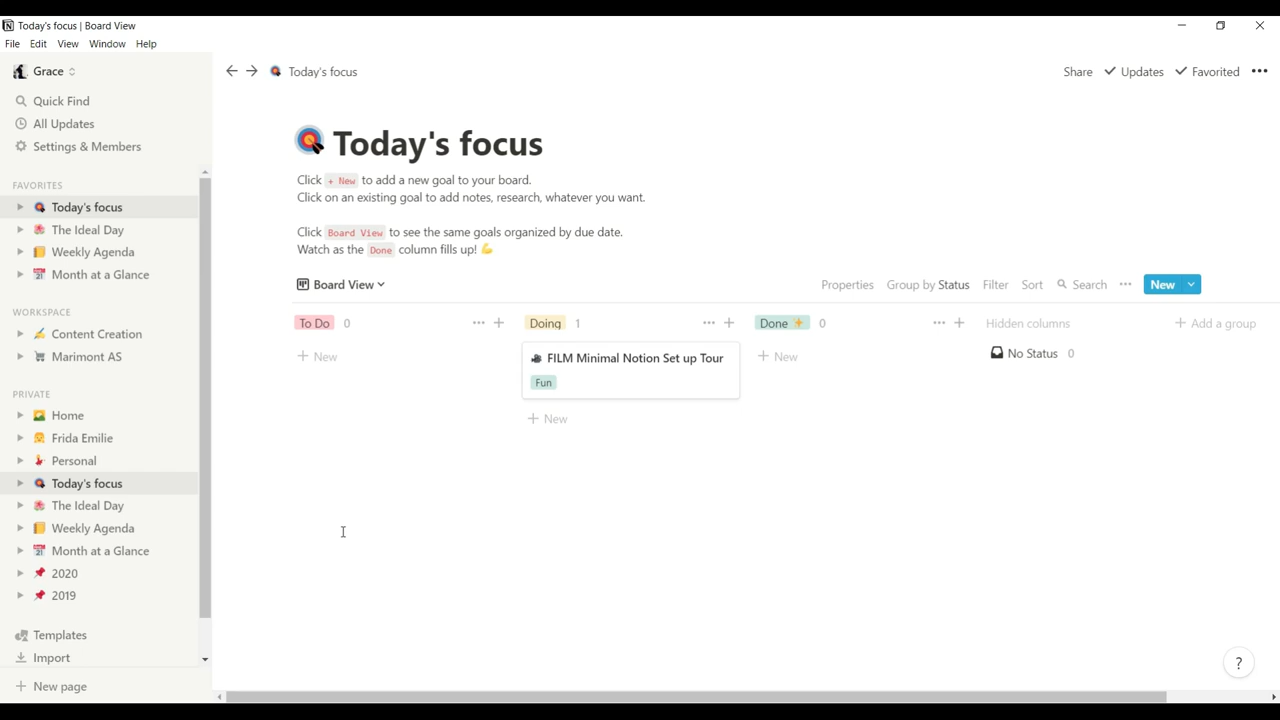 Today's focus | Board View
File Edit View Window Help
Grace
Quick Find
All Updates
Settings & Members
FAVORITES
Today's focus
The Ideal Day
Weekly Agenda
Month at a Glance
WORKSPACE
Content Creation
Marimont AS
PRIVATE
Home
Frida Emilie
Personal
Today's focus
The Ideal Day
Weekly Agenda
Month at a Glance
2020
2019
Templates
Import
+ New page
Today's focus
Share ✓ Updates ✓ Favorited •••
Today's focus
Click + New to add a new goal to your board.
Click on an existing goal to add notes, research, whatever you want.
Click Board View to see the same goals organized by due date.
Watch as the Done column fills up! 💪
Board View
Properties Group by Status Filter Sort Search ••• New
To Do 0 ••• +
+ New
Doing 1 ••• +
FILM Minimal Notion Set up Tour
Fun
+ New
Done ✨ 0 ••• +
+ New
Hidden columns
No Status 0
+ Add a group
?